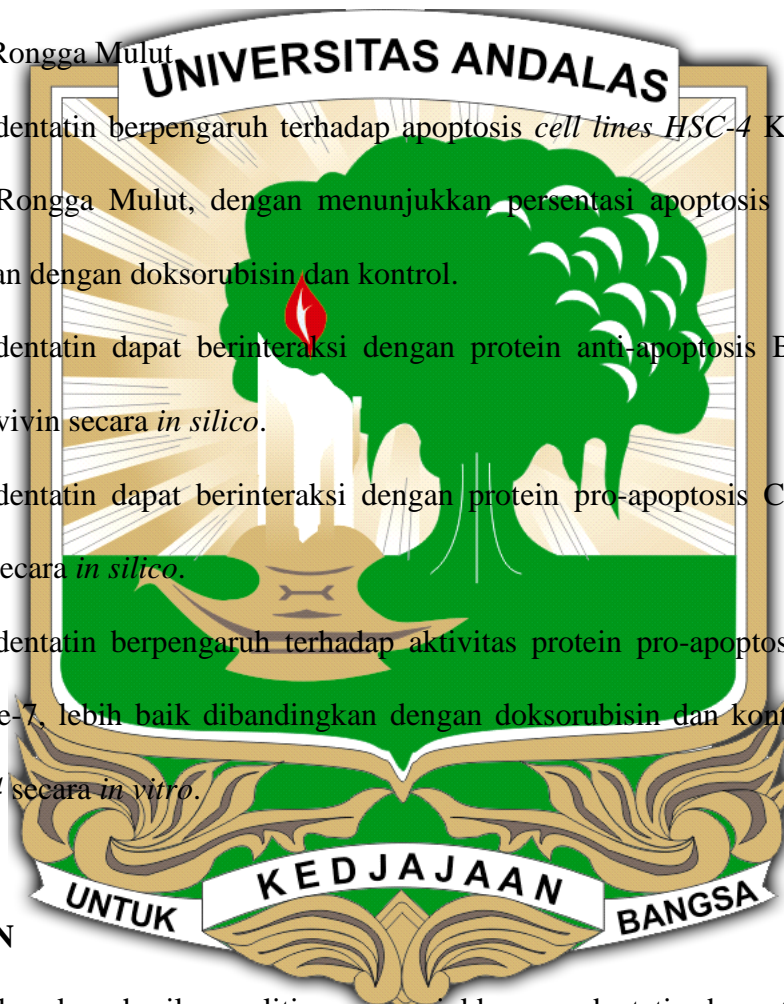 Rongga Mulut
UNIVERSITAS ANDALAS
dentatin berpengaruh terhadap apoptosis cell lines HSC-4 K
Rongga Mulut, dengan menunjukkan persentasi apoptosis
an dengan doksorubisin dan kontrol.
dentatin dapat berinteraksi dengan protein anti-apoptosis B
vivin secara in silico.
dentatin dapat berinteraksi dengan protein pro-apoptosis C
ecara in silico.
dentatin berpengaruh terhadap aktivitas protein pro-apoptos
e-7, lebih baik dibandingkan dengan doksorubisin dan kont
secara in vitro.
UNTUK KEDJAJAAN BANGSA
N